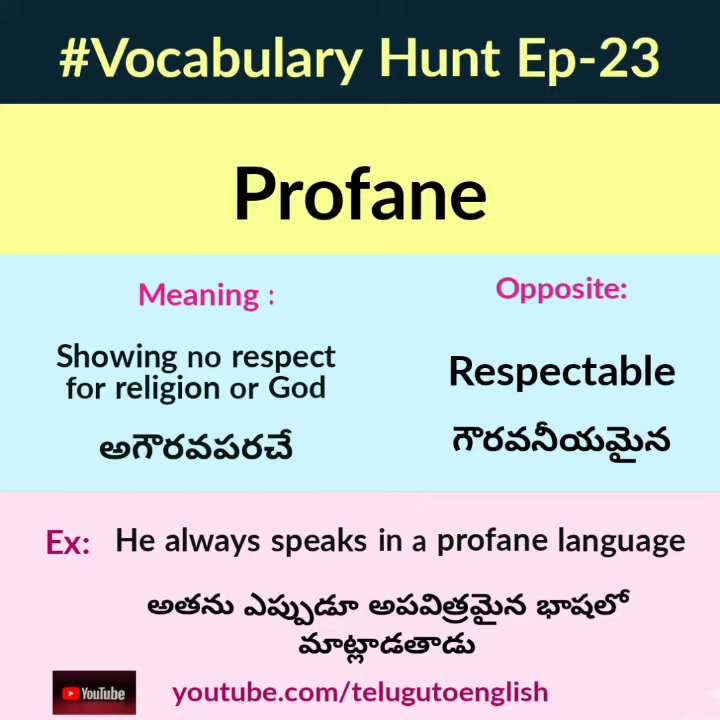 #Vocabulary Hunt Ep-23
Profane
Meaning :
Showing no respect
for religion or God
అగౌరవపరచే
Opposite:
Respectable
గౌరవనీయమైన
Ex: He always speaks in a profane language
అతను ఎప్పుడూ అపవిత్రమైన భాషలో
మాట్లాడతాడు
YouTube
youtube.com/telugutoenglish